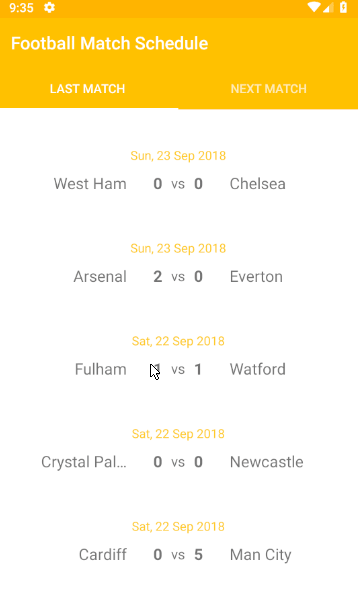 9:35
Football Match Schedule
LAST MATCH NEXT MATCH
Sun, 23 Sep 2018
West Ham 0 vs 0 Chelsea
Sun, 23 Sep 2018
Arsenal 2 vs 0 Everton
Sat, 22 Sep 2018
Fulham vs 1 Watford
Sat, 22 Sep 2018
Crystal Pal... 0 vs 0 Newcastle
Sat, 22 Sep 2018
Cardiff 0 vs 5 Man City